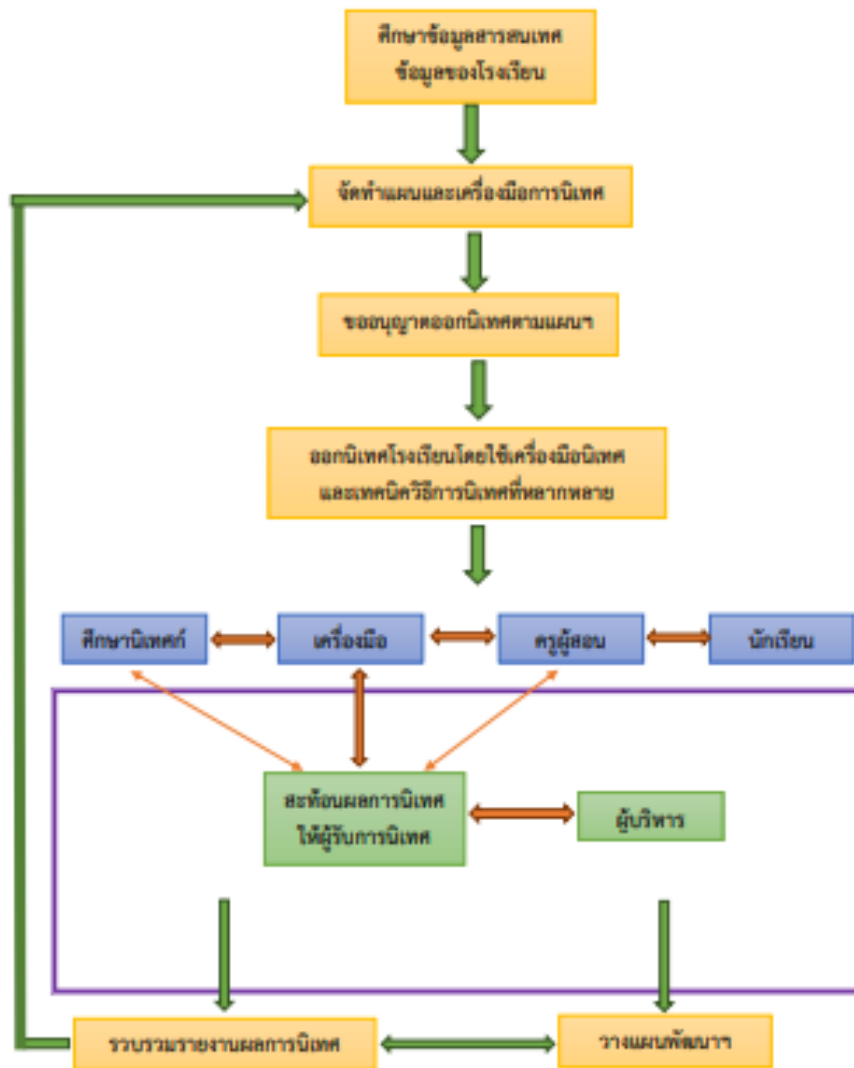 ศึกษาข้อมูลสารสนเทศ
ข้อมูลของโรงเรียน
จัดทำแผนและเครื่องมือการนิเทศ
ขออนุญาตออกนิเทศตามแผนฯ
ออกนิเทศโรงเรียนโดยใช้เครื่องมือนิเทศ
และเทคนิควิธีการนิเทศที่หลากหลาย
ศึกษานิเทศก์
เครื่องมือ
ครูผู้สอน
นักเรียน
สะท้อนผลการนิเทศ
ให้ผู้รับการนิเทศ
ผู้บริหาร
รวบรวมรายงานผลการนิเทศ
วางแผนพัฒนาฯ